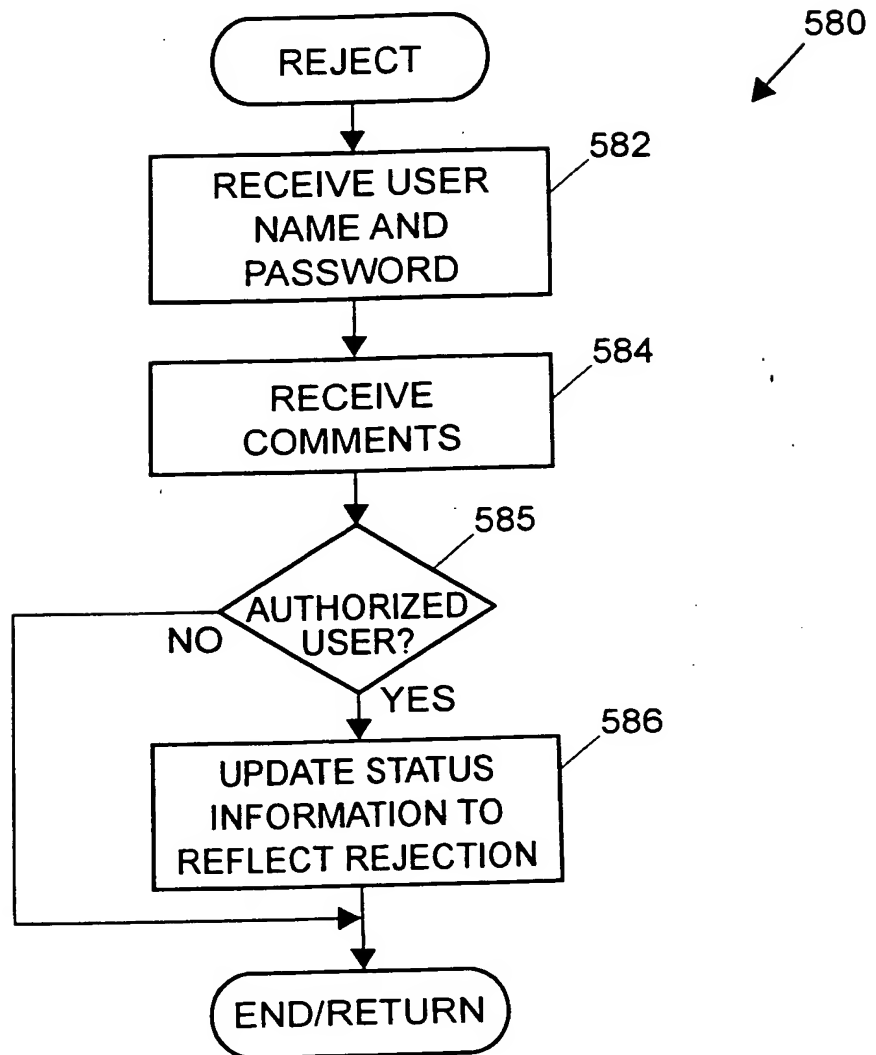 580
REJECT
582
RECEIVE USER
NAME AND
PASSWORD
584
RECEIVE
COMMENTS
585
AUTHORIZED
USER?
NO
YES
586
UPDATE STATUS
INFORMATION TO
REFLECT REJECTION
END/RETURN